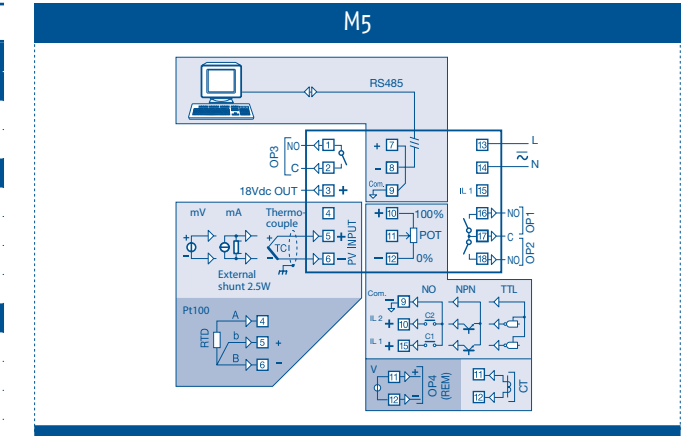 M5
RS485
OP3
NO 1
C 2
18Vdc OUT 3 +
4
5 +
6 −
PV INPUT
+ 7
− 8
Com. 9
13 L
14 N
IL 1 15
16 NO
17 C
18 NO
OP1
OP2
+ 10 100%
11 POT
− 12 0%
mV mA Thermo-
couple
+ + +
TC
− − −
External
shunt 2.5W
Pt100
RTD
A 4
b 5 +
B 6 −
NO NPN TTL
Com. − 9
IL 2 + 10 C2
IL 1 + 15 C1
V 11 +
12 −
OP4
(REM)
11
12
CT